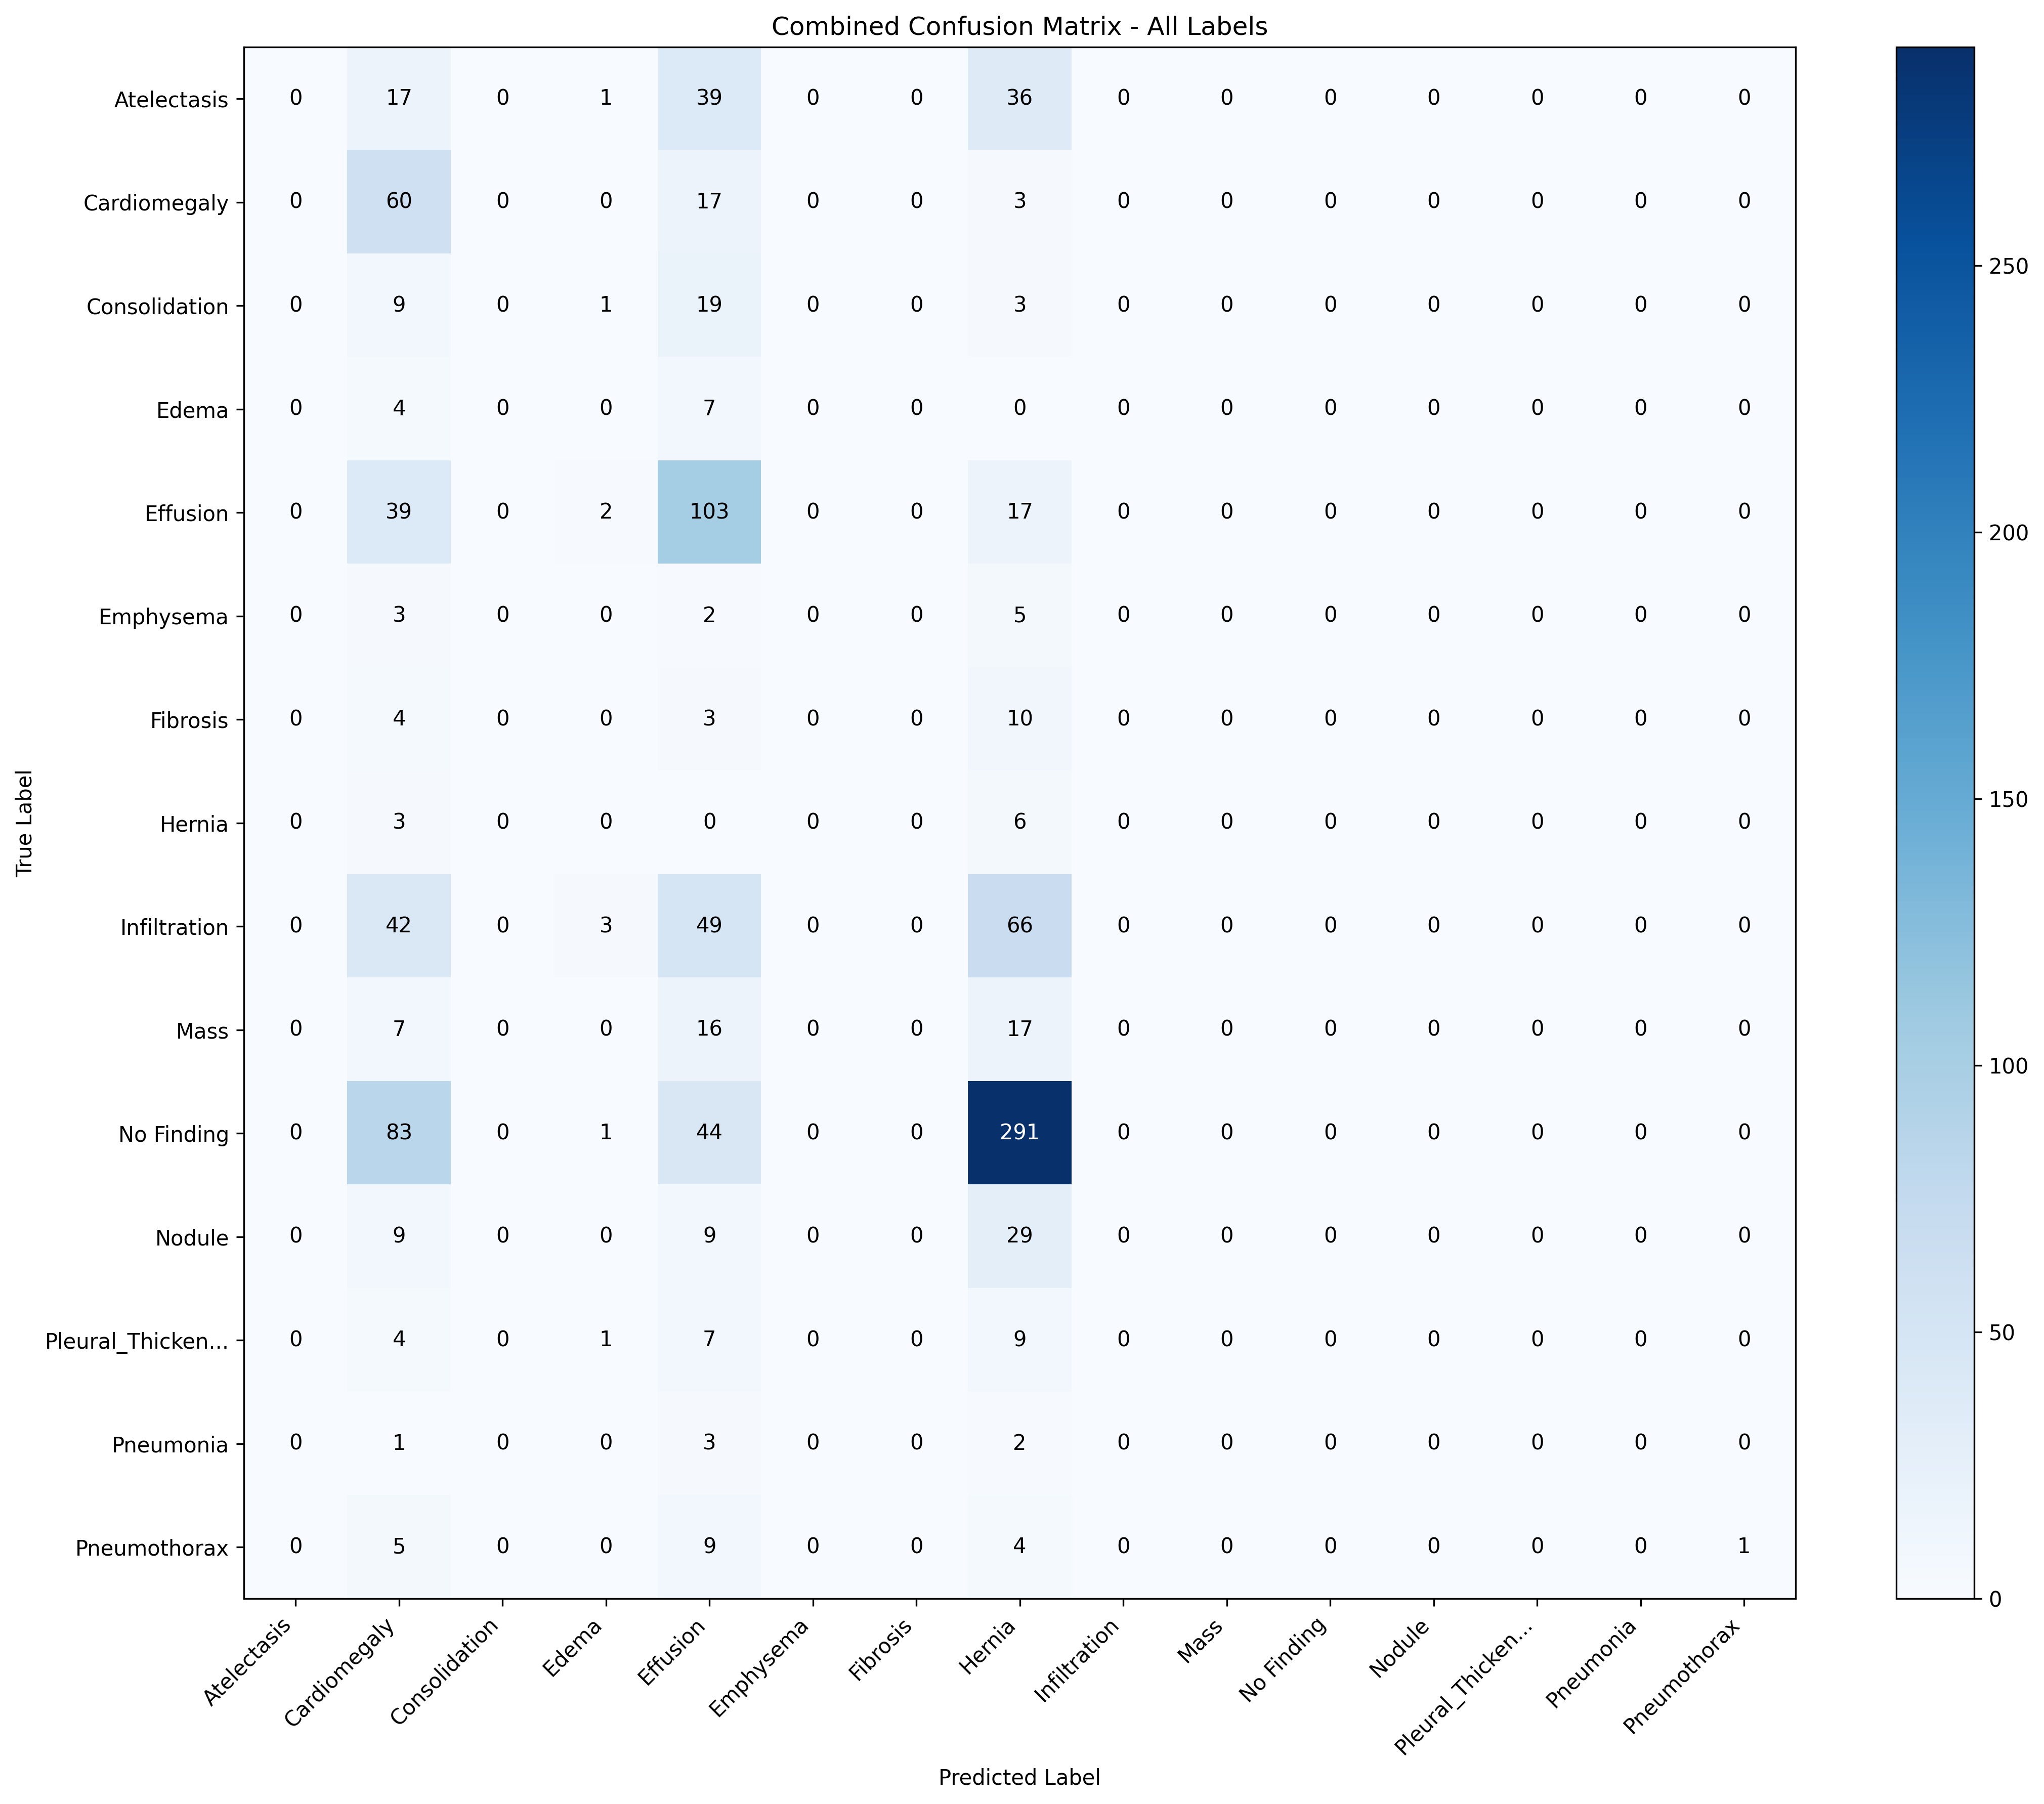 Combined Confusion Matrix - All Labels
True Label
Atelectasis 0 17 0 1 39 0 0 36 0 0 0 0 0 0 0
Cardiomegaly 0 60 0 0 17 0 0 3 0 0 0 0 0 0 0
Consolidation 0 9 0 1 19 0 0 3 0 0 0 0 0 0 0
Edema 0 4 0 0 7 0 0 0 0 0 0 0 0 0 0
Effusion 0 39 0 2 103 0 0 17 0 0 0 0 0 0 0
Emphysema 0 3 0 0 2 0 0 5 0 0 0 0 0 0 0
Fibrosis 0 4 0 0 3 0 0 10 0 0 0 0 0 0 0
Hernia 0 3 0 0 0 0 0 6 0 0 0 0 0 0 0
Infiltration 0 42 0 3 49 0 0 66 0 0 0 0 0 0 0
Mass 0 7 0 0 16 0 0 17 0 0 0 0 0 0 0
No Finding 0 83 0 1 44 0 0 291 0 0 0 0 0 0 0
Nodule 0 9 0 0 9 0 0 29 0 0 0 0 0 0 0
Pleural_Thicken... 0 4 0 1 7 0 0 9 0 0 0 0 0 0 0
Pneumonia 0 1 0 0 3 0 0 2 0 0 0 0 0 0 0
Pneumothorax 0 5 0 0 9 0 0 4 0 0 0 0 0 0 1
Atelectasis
Cardiomegaly
Consolidation
Edema
Effusion
Emphysema
Fibrosis
Hernia
Infiltration
Mass
No Finding
Nodule
Pleural_Thicken...
Pneumonia
Pneumothorax
Predicted Label
250
200
150
100
50
0